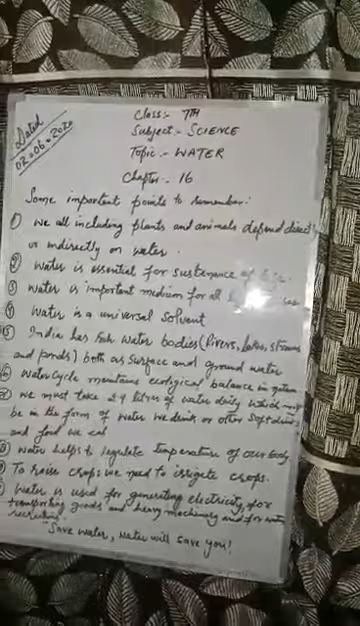 Dated
02-06-2020
Class:- 7TH
Subject:- SCIENCE
Topic:- WATER
Chapter:- 16
Some important points to remember:
① We all including plants and animals depend directly
or indirectly on water.
② Water is essential for sustenance of life.
③ Water is important medium for all
④ Water is a universal solvent
⑤ India has rich water bodies (Rivers, lakes, streams
and ponds) both as surface and ground water
⑥ Water cycle maintains ecological balance in nature
⑦ We must take 2-4 litres of water daily which
be in the form of water we drink or other soft drinks
and food we eat
⑧ Water helps to regulate temperature of our body
⑨ To raise crops we need to irrigate crops.
Water is used for generating electricity, for
transporting goods and heavy machinery and for
"Save water, water will save you!